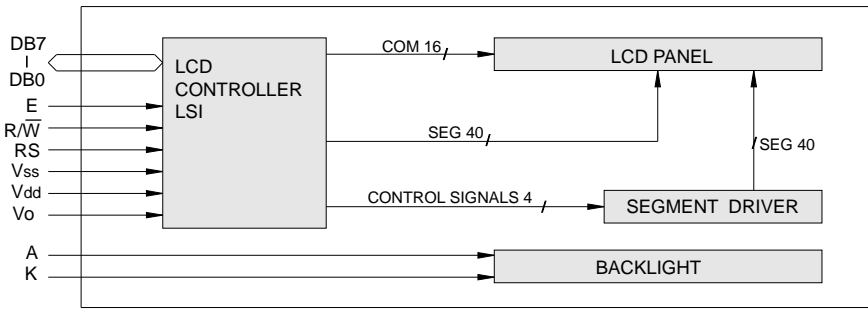 DB7
DB0
E
R/W̅
RS
Vss
Vdd
Vo
A
K
LCD
CONTROLLER
LSI
COM 16
LCD PANEL
SEG 40
SEG 40
CONTROL SIGNALS 4
SEGMENT DRIVER
BACKLIGHT